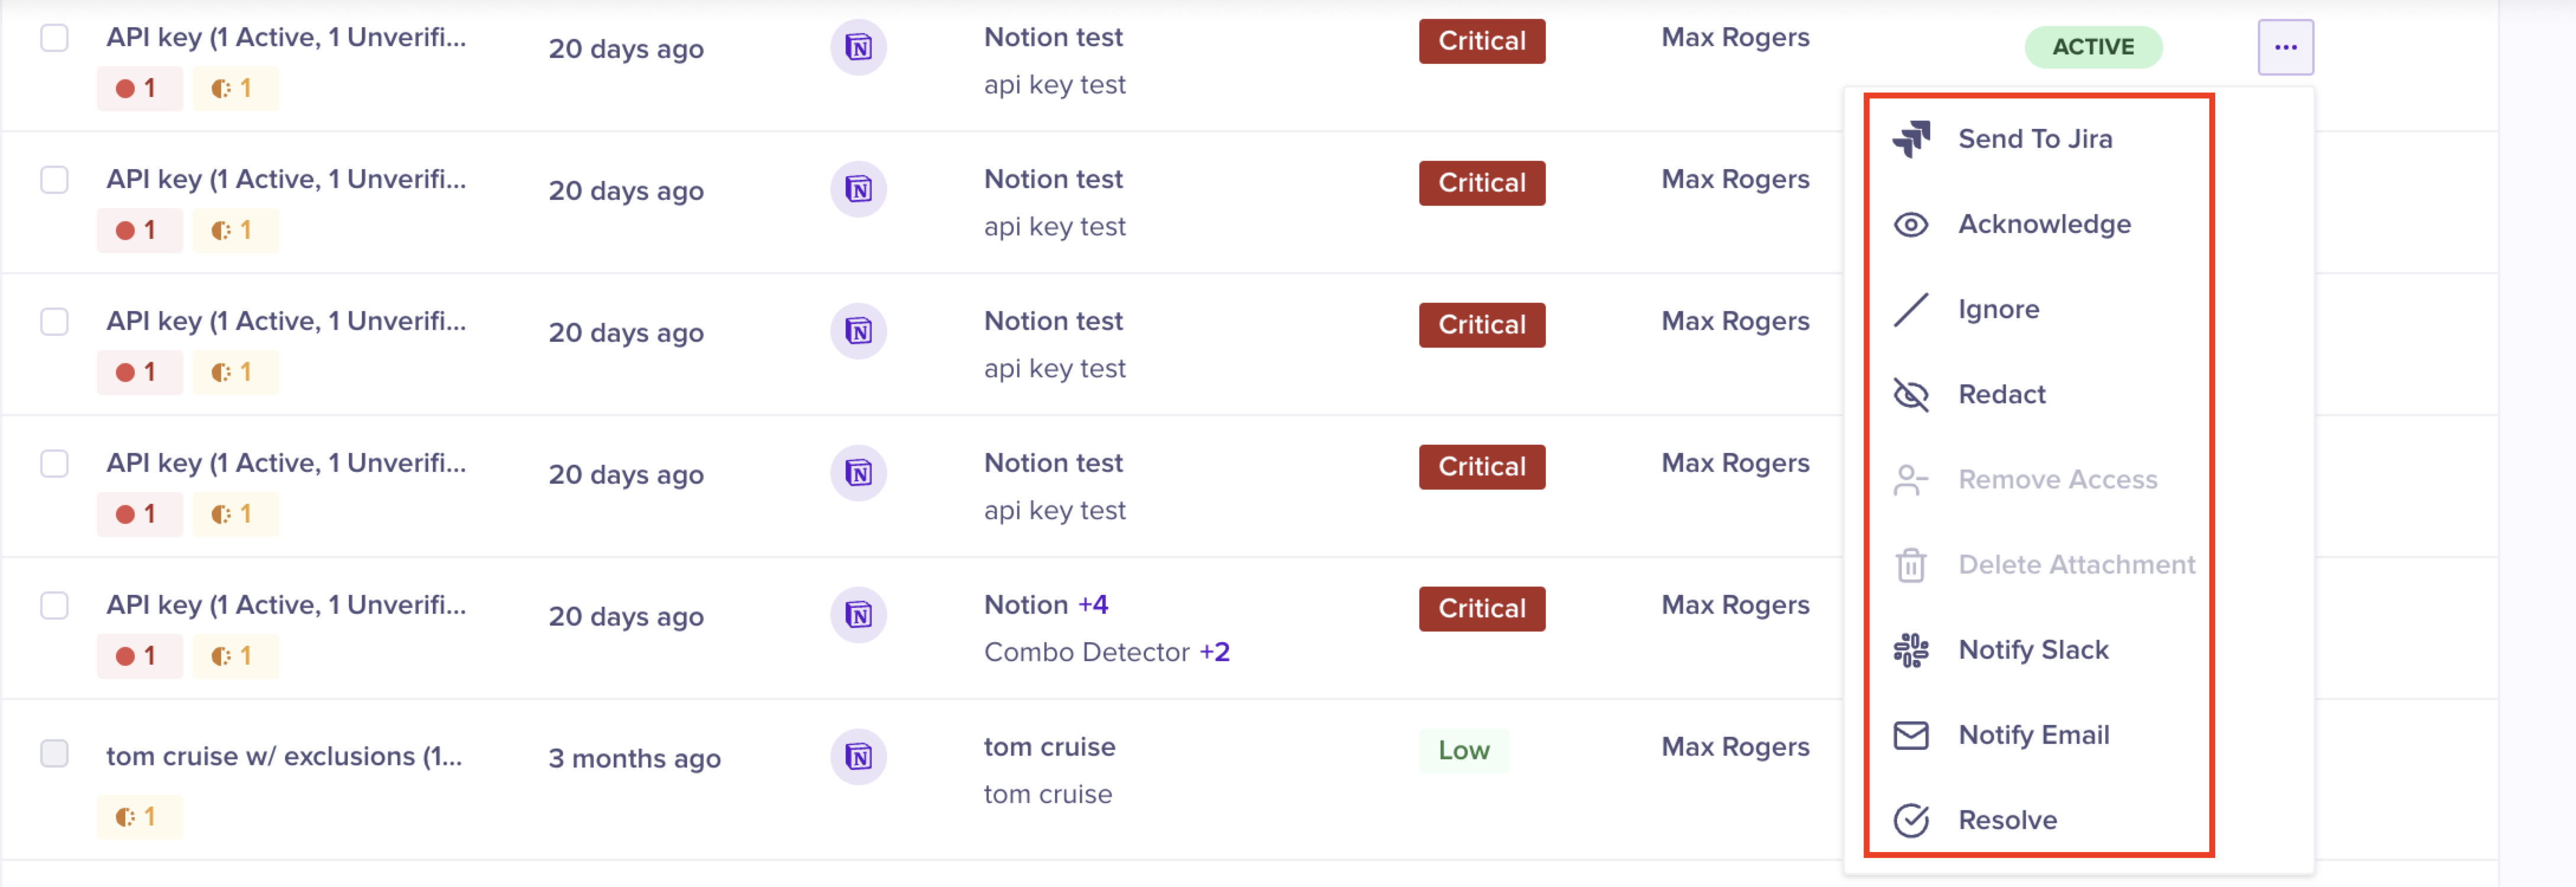 API key (1 Active, 1 Unverifi...
1 1
20 days ago
Notion test
api key test
Critical
Max Rogers
ACTIVE
API key (1 Active, 1 Unverifi...
1 1
20 days ago
Notion test
api key test
Critical
Max Rogers
API key (1 Active, 1 Unverifi...
1 1
20 days ago
Notion test
api key test
Critical
Max Rogers
API key (1 Active, 1 Unverifi...
1 1
20 days ago
Notion test
api key test
Critical
Max Rogers
API key (1 Active, 1 Unverifi...
1 1
20 days ago
Notion +4
Combo Detector +2
Critical
Max Rogers
tom cruise w/ exclusions (1...
1
3 months ago
tom cruise
tom cruise
Low
Max Rogers
Send To Jira
Acknowledge
Ignore
Redact
Remove Access
Delete Attachment
Notify Slack
Notify Email
Resolve